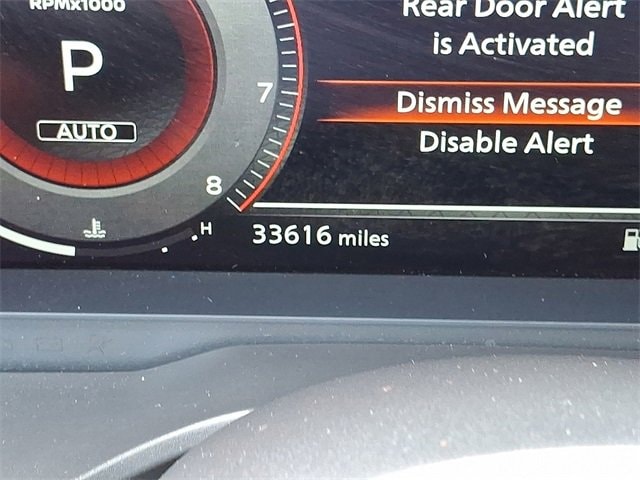 RPMx1000
P
AUTO
7
8
H
Rear Door Alert
is Activated
Dismiss Message
Disable Alert
33616 miles